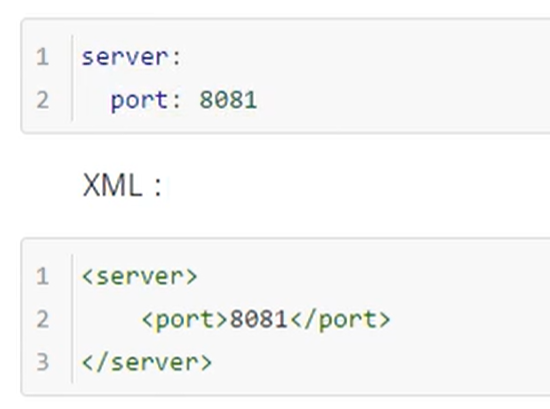 1 server:
2   port: 8081
XML：
1 <server>
2     <port>8081</port>
3 </server>